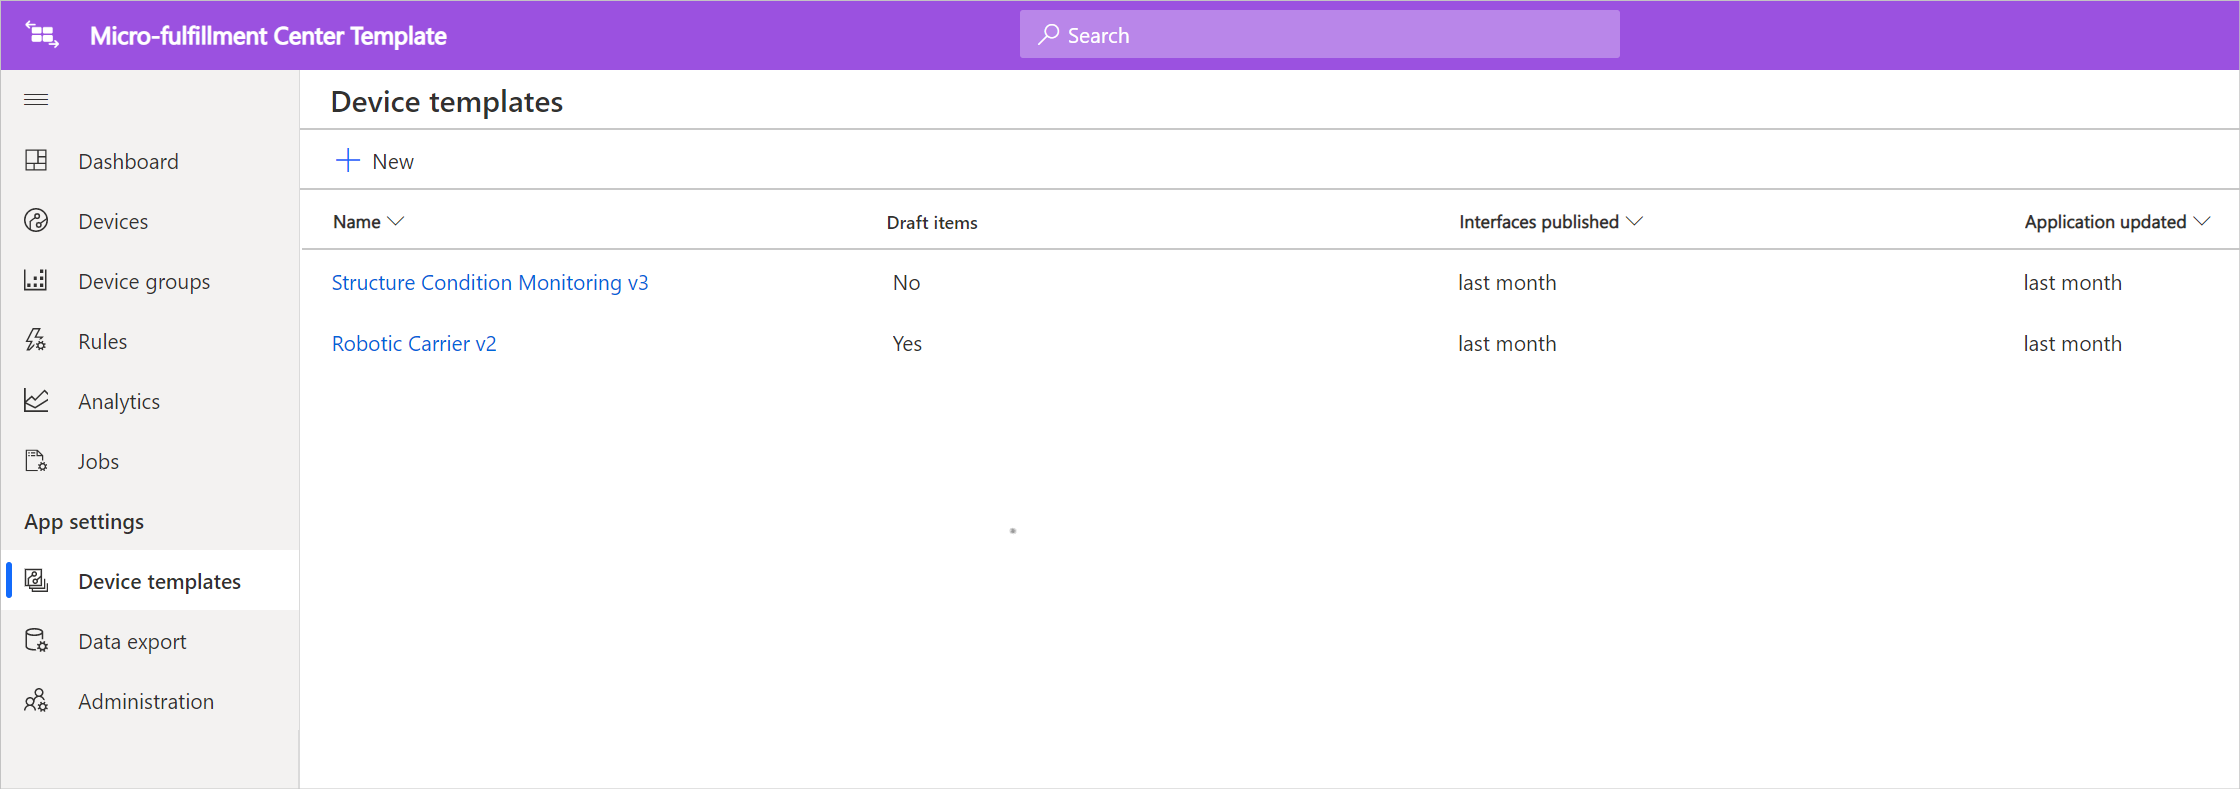 Micro-fulfillment Center Template
Search
Device templates
New
Name Draft items Interfaces published Application updated
Structure Condition Monitoring v3 No last month last month
Robotic Carrier v2 Yes last month last month
Dashboard
Devices
Device groups
Rules
Analytics
Jobs
App settings
Device templates
Data export
Administration